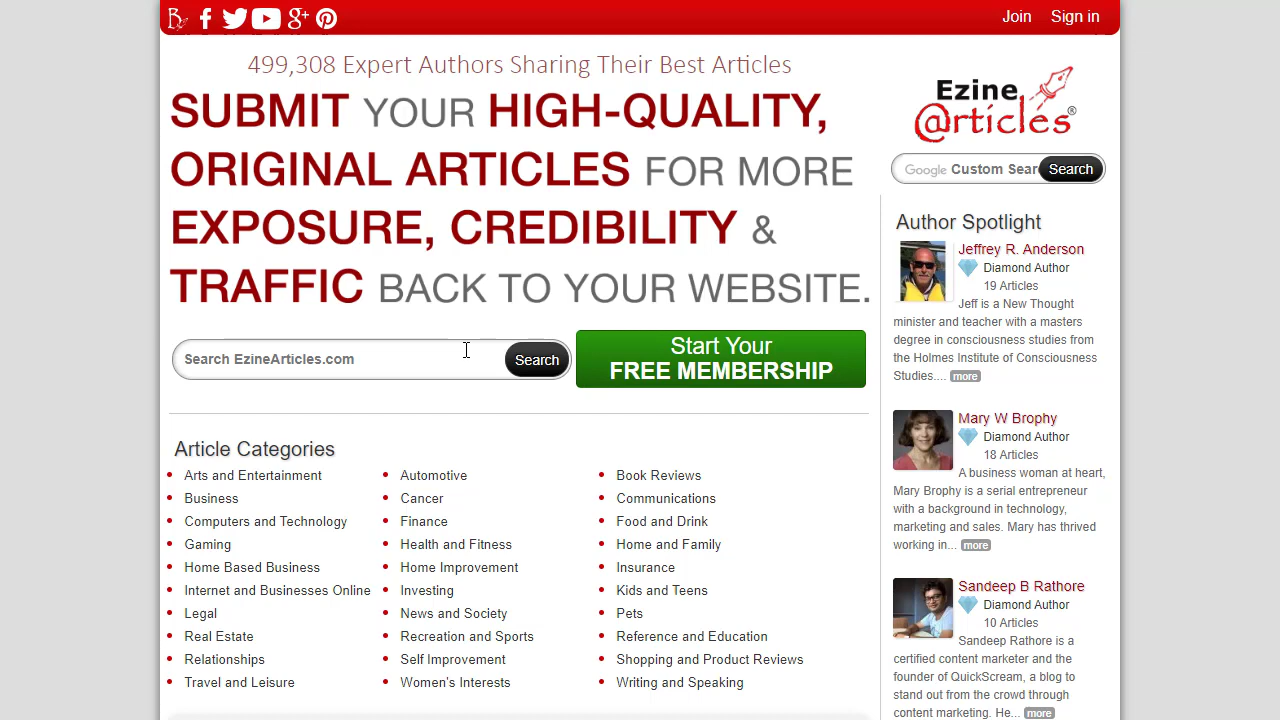 Join Sign in
499,308 Expert Authors Sharing Their Best Articles
SUBMIT YOUR HIGH-QUALITY,
ORIGINAL ARTICLES FOR MORE
EXPOSURE, CREDIBILITY &
TRAFFIC BACK TO YOUR WEBSITE.
Search EzineArticles.com
Search
Start Your
FREE MEMBERSHIP
Article Categories
Arts and Entertainment
Business
Computers and Technology
Gaming
Home Based Business
Internet and Businesses Online
Legal
Real Estate
Relationships
Travel and Leisure
Automotive
Cancer
Finance
Health and Fitness
Home Improvement
Investing
News and Society
Recreation and Sports
Self Improvement
Women's Interests
Book Reviews
Communications
Food and Drink
Home and Family
Insurance
Kids and Teens
Pets
Reference and Education
Shopping and Product Reviews
Writing and Speaking
Ezine
@rticles®
Google Custom Sear
Search
Author Spotlight
Jeffrey R. Anderson
Diamond Author
19 Articles
Jeff is a New Thought
minister and teacher with a masters
degree in consciousness studies from
the Holmes Institute of Consciousness
Studies.... more
Mary W Brophy
Diamond Author
18 Articles
A business woman at heart,
Mary Brophy is a serial entrepreneur
with a background in technology,
marketing and sales. Mary has thrived
working in... more
Sandeep B Rathore
Diamond Author
10 Articles
Sandeep Rathore is a
certified content marketer and the
founder of QuickScream, a blog to
stand out from the crowd through
content marketing. He... more